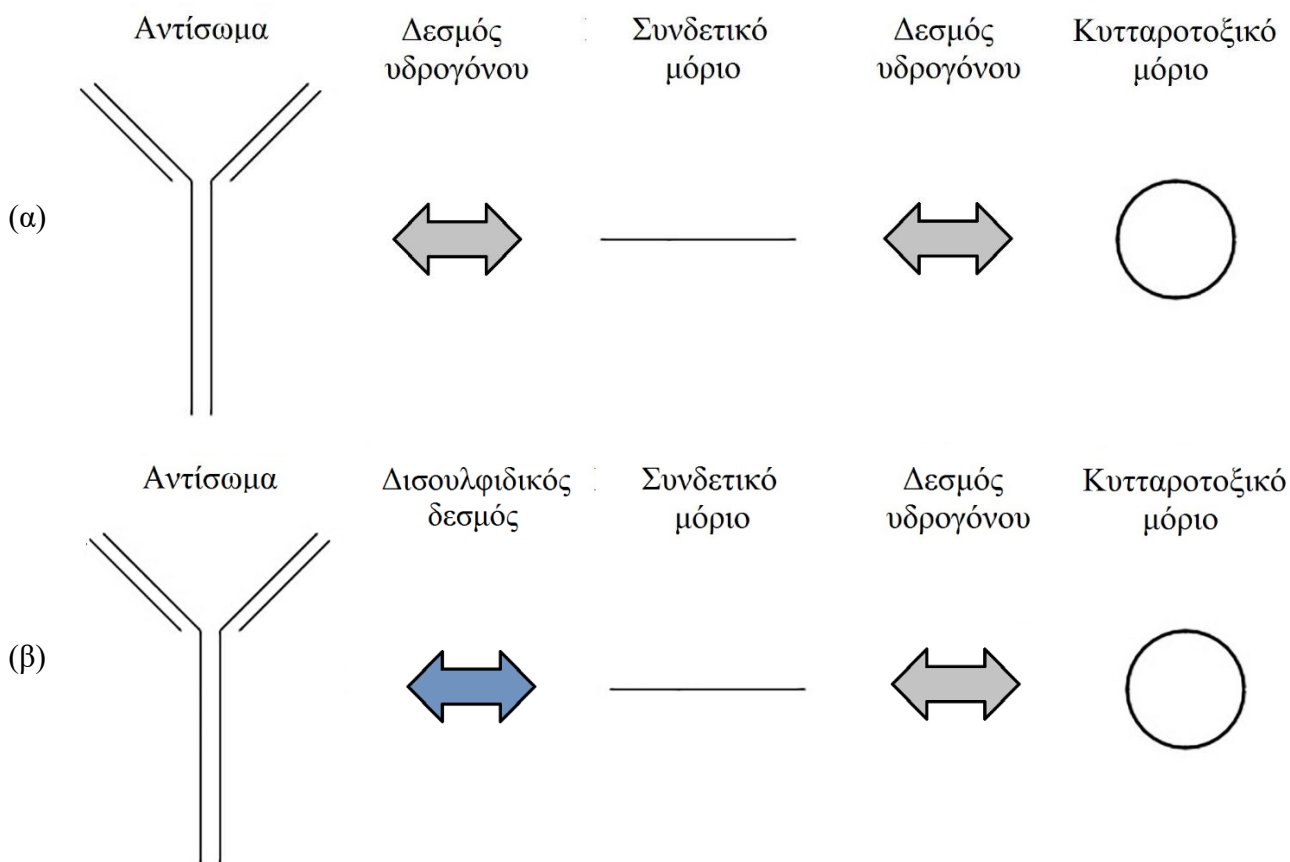 Αντίσωμα
Δεσμός
υδρογόνου
Συνδετικό
μόριο
Δεσμός
υδρογόνου
Κυτταροτοξικό
μόριο
(α)
Αντίσωμα
Δισουλφιδικός
δεσμός
Συνδετικό
μόριο
Δεσμός
υδρογόνου
Κυτταροτοξικό
μόριο
(β)